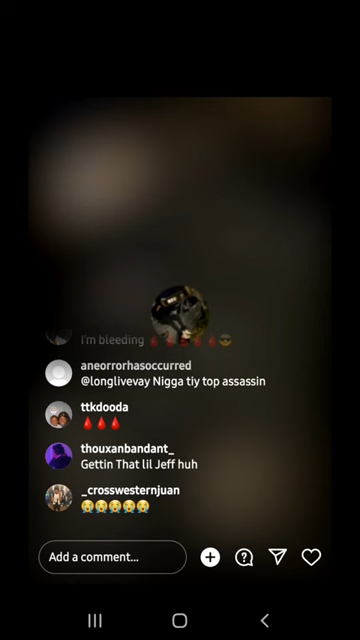 I'm bleeding 🩸🩸🩸🩸🩸😎
aneorrorhasoccurred
@longlivevay Nigga tiy top assassin
ttkdooda
🩸🩸🩸
thouxanbandant_
Gettin That lil Jeff huh
_crosswesternjuan
😭😭😭😭😭
Add a comment...